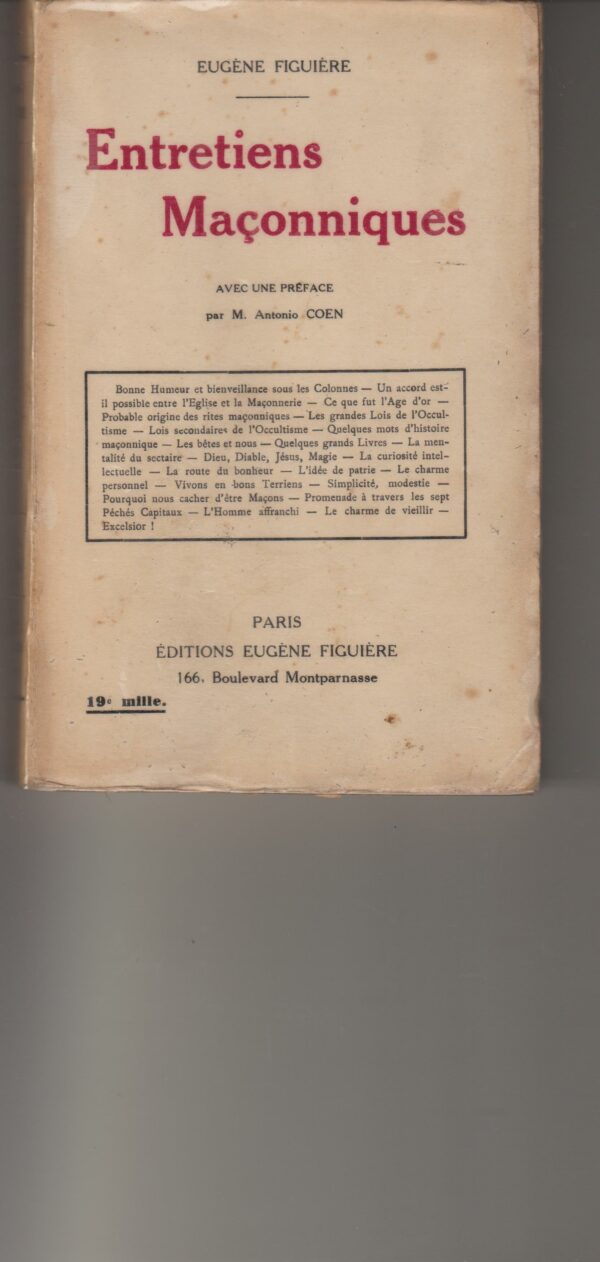 EUGÈNE FIGUIÈRE
Entretiens
Maçonniques
AVEC UNE PRÉFACE
par M. Antonio COEN
Bonne Humeur et bienveillance sous les Colonnes — Un accord est-
il possible entre l'Eglise et la Maçonnerie — Ce que fut l'Age d'or —
Probable origine des rites maçonniques — Les grandes Lois de l'Occul-
tisme — Lois secondaires de l'Occultisme — Quelques mots d'histoire
maçonnique — Les bêtes et nous — Quelques grands Livres — La men-
talité du sectaire — Dieu, Diable, Jésus, Magie — La curiosité intel-
lectuelle — La route du bonheur — L'idée de patrie — Le charme
personnel — Vivons en bons Terriens — Simplicité, modestie —
Pourquoi nous cacher d'être Maçons — Promenade à travers les sept
Péchés Capitaux — L'Homme affranchi — Le charme de vieillir —
Excelsior !
PARIS
ÉDITIONS EUGÈNE FIGUIÈRE
166, Boulevard Montparnasse
19e mille.